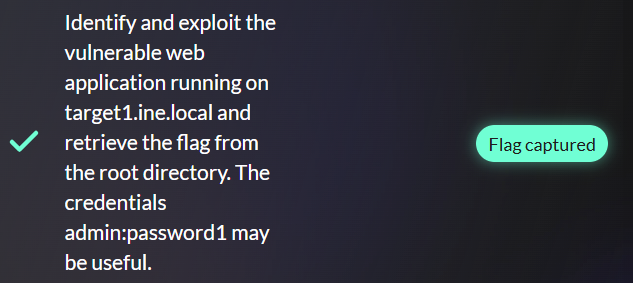 Identify and exploit the
vulnerable web
application running on
target1.ine.local and
retrieve the flag from
the root directory. The
credentials
admin:password1 may
be useful.
Flag captured